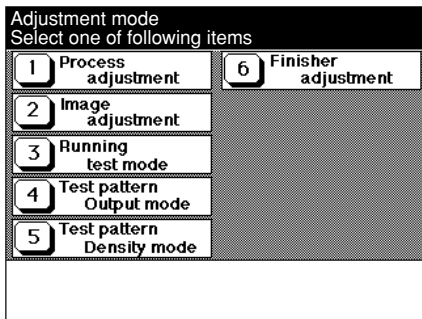 Adjustment mode
Select one of following items
1 Process
adjustment
2 Image
adjustment
3 Running
test mode
4 Test pattern
Output mode
5 Test pattern
Density mode
6 Finisher
adjustment